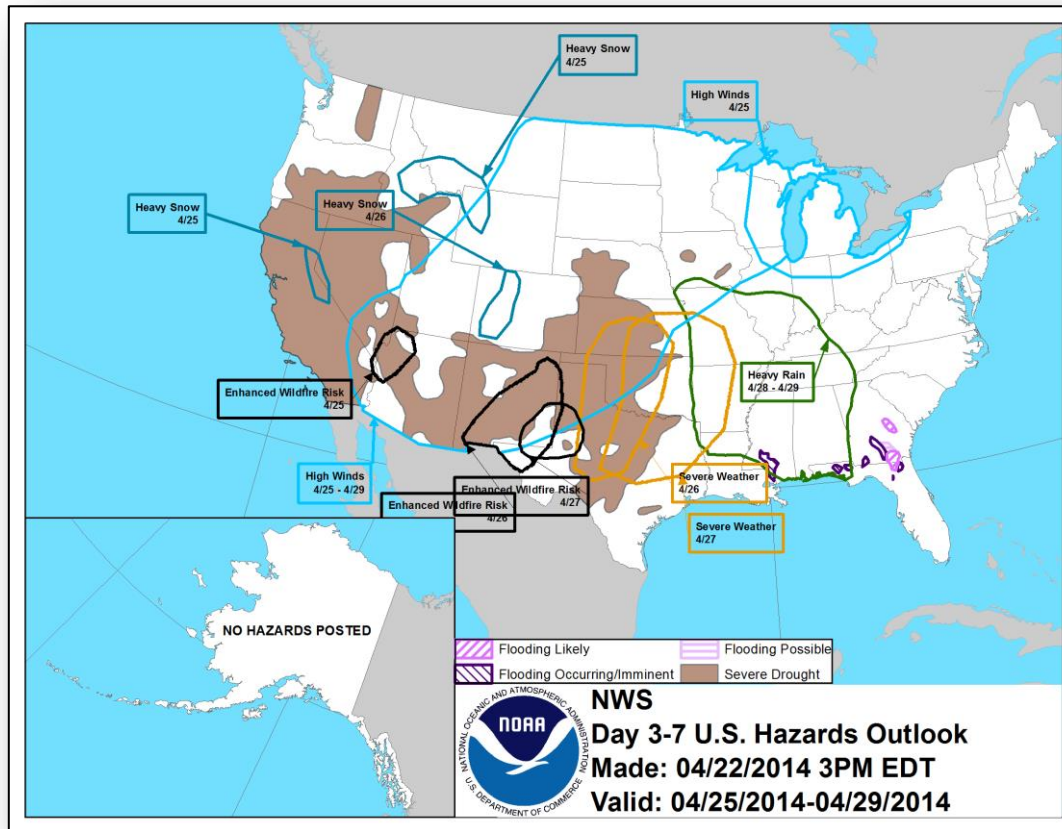 Heavy Snow
4/25
High Winds
4/25
Heavy Snow
4/25
Heavy Snow
4/26
Heavy Rain
4/28 - 4/29
Enhanced Wildfire Risk
4/25
High Winds
4/25 - 4/29
Enhanced Wildfire Risk
4/26
Enhanced Wildfire Risk
4/27
Severe Weather
4/26
Severe Weather
4/27
NO HAZARDS POSTED
Flooding Likely
Flooding Possible
Flooding Occurring/Imminent
Severe Drought
NATIONAL OCEANIC AND ATMOSPHERIC ADMINISTRATION
NOAA
U.S. DEPARTMENT OF COMMERCE
NWS
Day 3-7 U.S. Hazards Outlook
Made: 04/22/2014 3PM EDT
Valid: 04/25/2014-04/29/2014